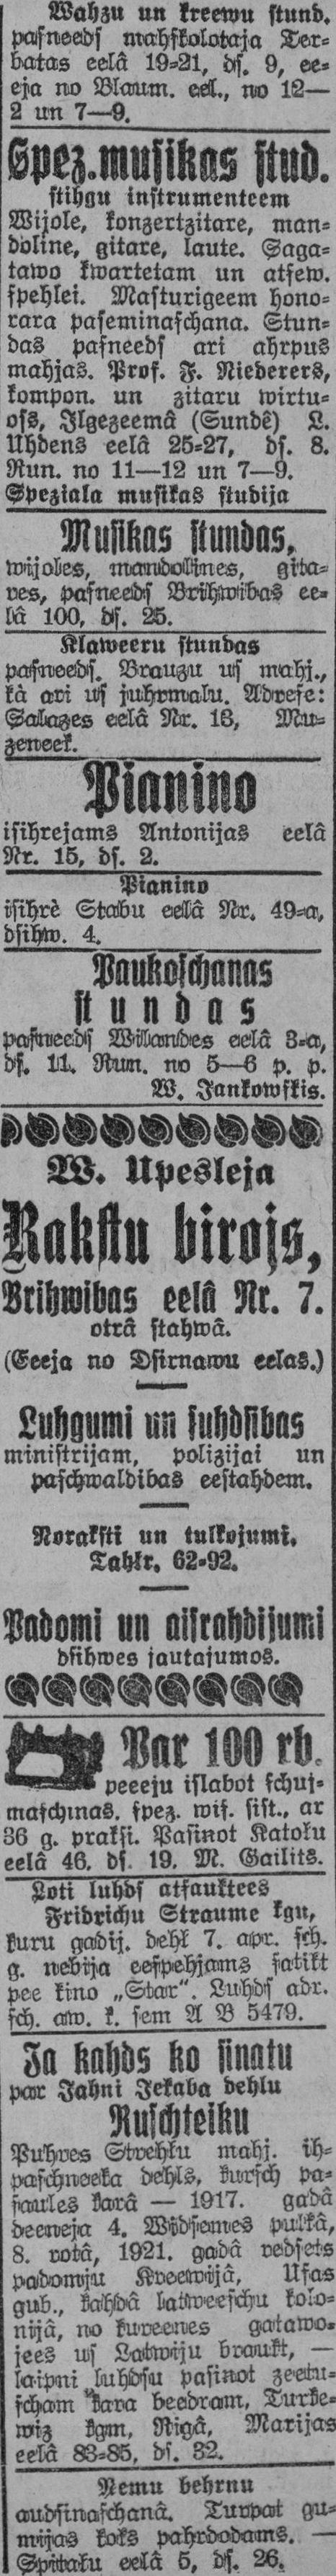 Wahzu un kreewu stund.
pasneeds mahjskolotaja Ter-
batas eelâ 19-21, ds. 9, ee-
eja no Blaum. eel., no 12—
2 un 7—9.
Spez. musikas stud.
stihgu instrumenteem
Wijole, konzertzitare, man-
doline, gitare, laute. Saga-
tawo kwartetam un atsew.
spehlei. Masturigeem hono-
rara paseminaschana. Stun-
das pasneeds ari ahrpus
mahjas. Prof. F. Niederers,
kompon. un zitaru wirtu-
oss, Ilgezeemâ (Sundê) L.
Uhdens eelâ 25-27, ds. 8.
Run. no 11—12 un 7—9.
Speziala musikas studija
Musikas stundas,
wijoles, mandolines, gita-
res, pasneeds Brihwibas ee-
lâ 100, ds. 25.
Klaweeru stundas
pasneeds. Brauzu us mahj.,
kâ ari us juhrmalu. Adrese:
Salazes eelâ Nr. 13, Mu-
zeneek.
Pianino
isihrejams Antonijas eelâ
Nr. 15, ds. 2.
Pianino
isihrè Stabu eelâ Nr. 49-a,
dsihw. 4.
Paukoschanas
stundas
pasneeds Wilandes eelâ 3-a,
ds. 11. Run. no 5—6 p. p.
W. Jankowskis.
W. Upesleja
Rakstu birojs,
Brihwibas eelâ Nr. 7.
otrâ stahwâ.
(Eeeja no Dsirnawu eelas.)
Luhgumi un suhdsibas
ministrijam, polizijai un
paschwaldibas eestahdem.
Noraksti un tulkojumi.
Tahlr. 62-92.
Padomi un aisrahdijumi
dsihwes jautajumos.
Par 100 rb.
peeeju islabot schuj-
maschinas. spez. wis. sist., ar
36 g. praksi. Pasinot Katoļu
eelâ 46. ds. 19. M. Gailits.
Loti luhds atsauktees
Fridrichu Straume kgu,
kuru gadij. dehļ 7. apr. sch.
g. nebija eespehjams satikt
pee kino „Star“. Luhds adr.
sch. aw. k. sem A B 5479.
Ja kahds ko sinatu
par Jahni Jekaba dehlu
Ruschteiku
Puhres Strehļu mahj. ih-
paschneeka dehls, kursch pa-
saules karâ — 1917. gadâ
deeneja 4. Widsemes pulkâ,
8. rotâ, 1921. gadâ redsets
padomju Kreewijâ, Ufas
gub., kahdâ latweeschu kolo-
nijâ, no kureenes gatawo-
jees us Latwiju braukt, —
laipni luhdsu pasinot zeetu-
scham kara beedram, Turke-
wiz kgm, Rigâ, Marijas
eelâ 83-85, ds. 32.
Nemu behrnu
audsinaschanâ. Turpat gu-
mijas koks pahrdodams. —
Spitaļu eelâ 5, ds. 26.